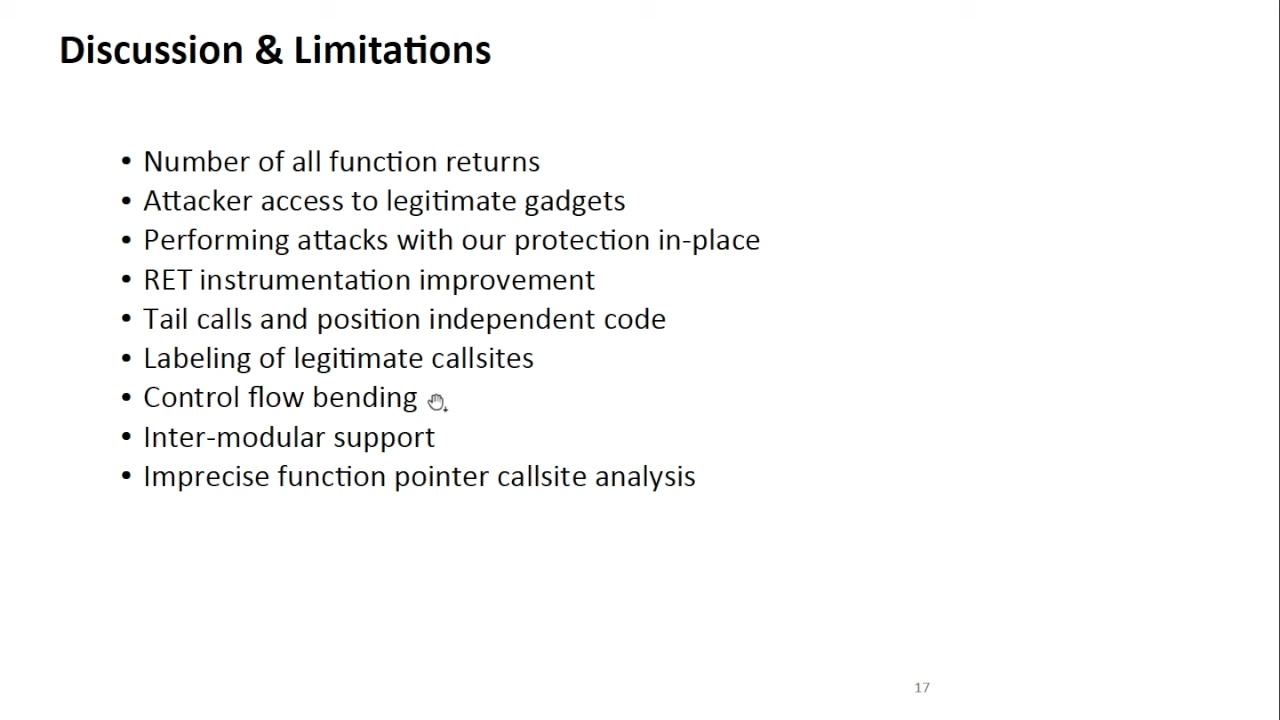 Discussion & Limitations
• Number of all function returns
• Attacker access to legitimate gadgets
• Performing attacks with our protection in-place
• RET instrumentation improvement
• Tail calls and position independent code
• Labeling of legitimate callsites
• Control flow bending
• Inter-modular support
• Imprecise function pointer callsite analysis
17